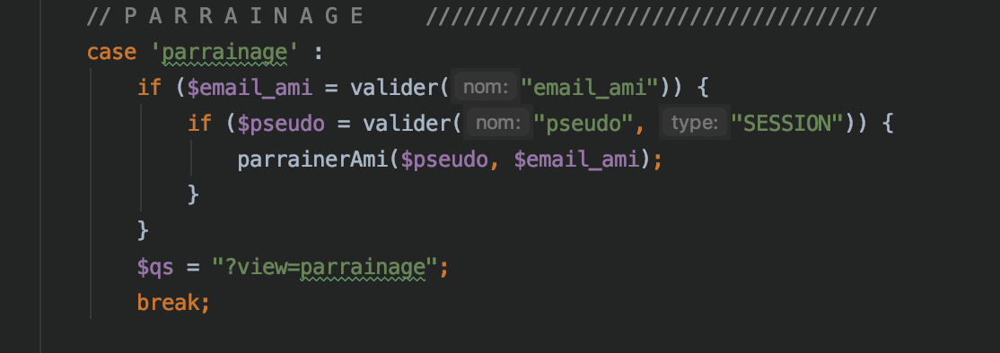 // P A R R A I N A G E     ////////////////////////////////////
case 'parrainage' :
if ($email_ami = valider( nom: "email_ami")) {
if ($pseudo = valider( nom: "pseudo", type: "SESSION")) {
parrainerAmi($pseudo, $email_ami);
}
}
$qs = "?view=parrainage";
break;